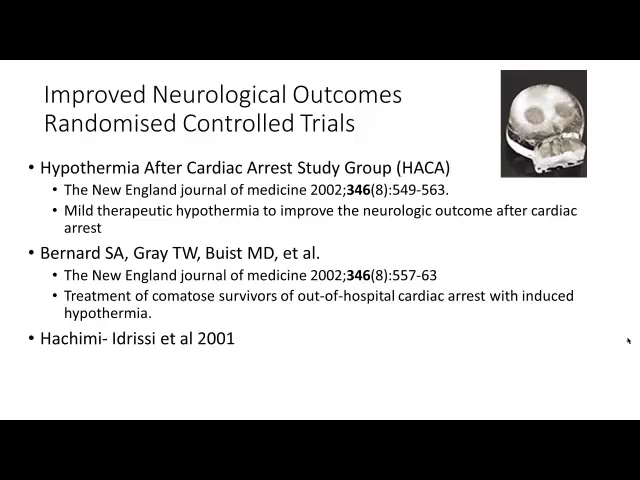 Improved Neurological Outcomes
Randomised Controlled Trials
• Hypothermia After Cardiac Arrest Study Group (HACA)
• The New England journal of medicine 2002;346(8):549-563.
• Mild therapeutic hypothermia to improve the neurologic outcome after cardiac
arrest
• Bernard SA, Gray TW, Buist MD, et al.
• The New England journal of medicine 2002;346(8):557-63
• Treatment of comatose survivors of out-of-hospital cardiac arrest with induced
hypothermia.
• Hachimi- Idrissi et al 2001